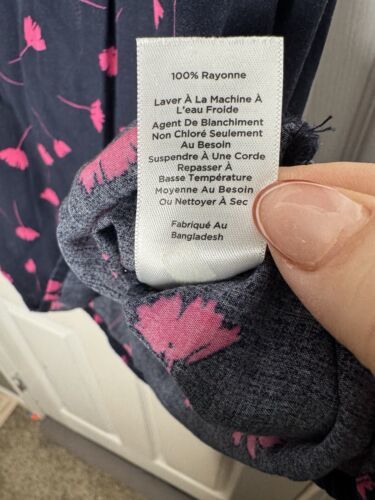 100% Rayonne
Laver À La Machine À
L'eau Froide
Agent De Blanchiment
Non Chloré Seulement
Au Besoin
Suspendre À Une Corde
Repasser À
Basse Température
Moyenne Au Besoin
Ou Nettoyer À Sec
Fabriqué Au
Bangladesh